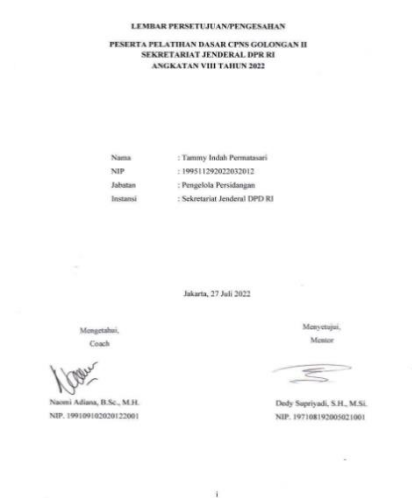 LEMBAR PERSETUJUAN/PENGESAHAN
PESERTA PELATIHAN DASAR CPNS GOLONGAN II
SEKRETARIAT JENDERAL DPR RI
ANGKATAN VIII TAHUN 2022
Nama : Tammy Indah Permatasari
NIP : 199511292022032012
Jabatan : Pengelola Persidangan
Instansi : Sekretariat Jenderal DPD RI
Jakarta, 27 Juli 2022
Mengetahui,
Coach
Naomi Adiana, B.Sc., M.H.
NIP. 199109102020122001
Menyetujui,
Mentor
Dedy Supriyadi, S.H., M.Si.
NIP. 197108192005021001
i